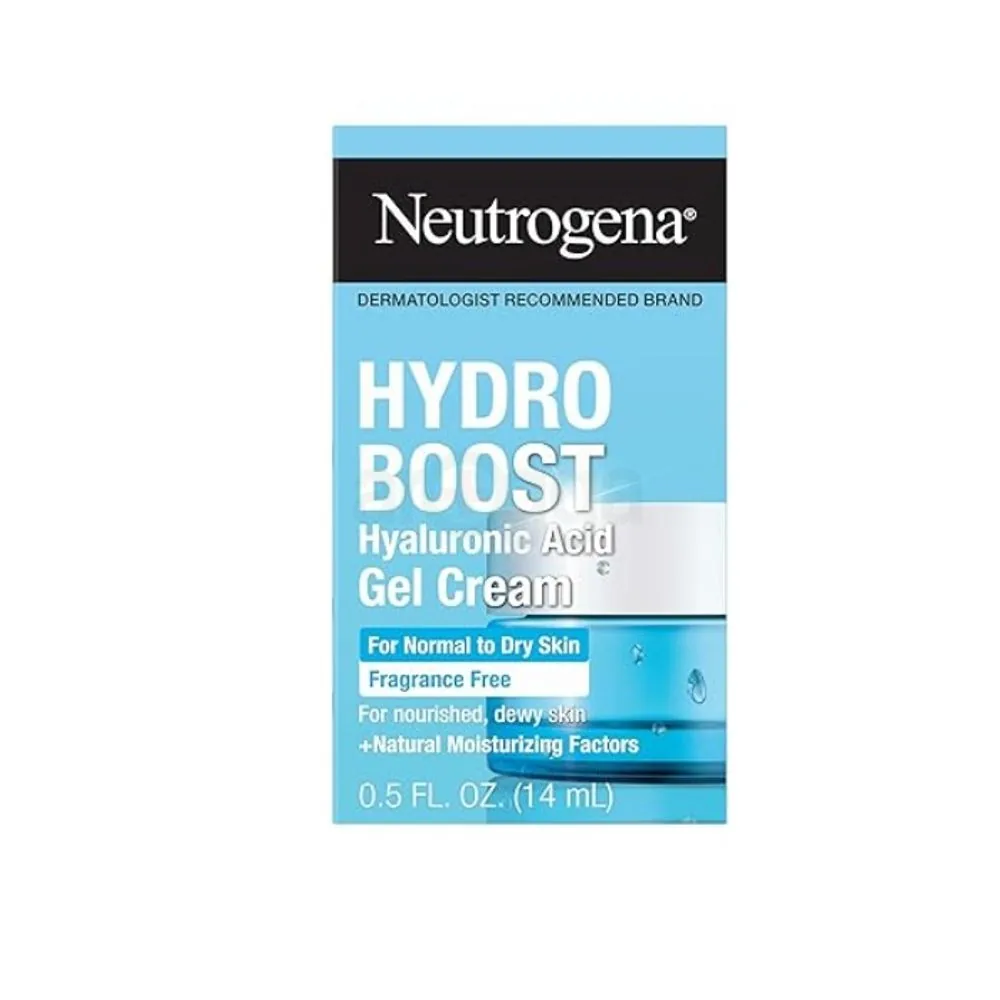 Neutrogena®
DERMATOLOGIST RECOMMENDED BRAND
HYDRO
BOOST
Hyaluronic Acid
Gel Cream
For Normal to Dry Skin
Fragrance Free
For nourished, dewy skin
+Natural Moisturizing Factors
0.5 FL. OZ. (14 mL)